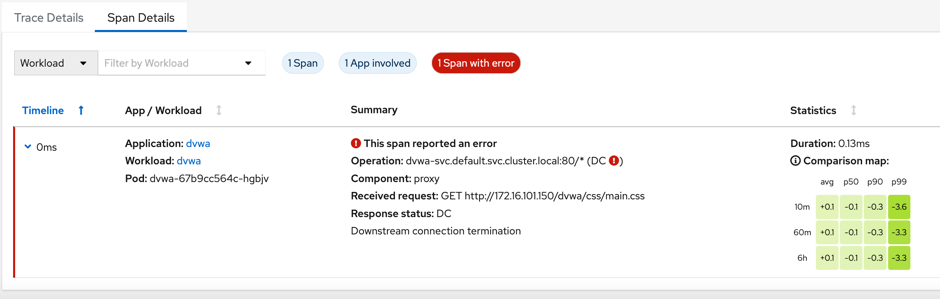 Trace Details Span Details
Workload Filter by Workload 1 Span 1 App involved 1 Span with error
Timeline App / Workload Summary Statistics
0ms
Application: dvwa
Workload: dvwa
Pod: dvwa-67b9cc564c-hgbjv
This span reported an error
Operation: dvwa-svc.default.svc.cluster.local:80/* (DC )
Component: proxy
Received request: GET http://172.16.101.150/dvwa/css/main.css
Response status: DC
Downstream connection termination
Duration: 0.13ms
Comparison map:
avg p50 p90 p99
10m +0.1 -0.1 -0.3 -3.6
60m +0.1 -0.1 -0.3 -3.3
6h +0.1 -0.1 -0.3 -3.3